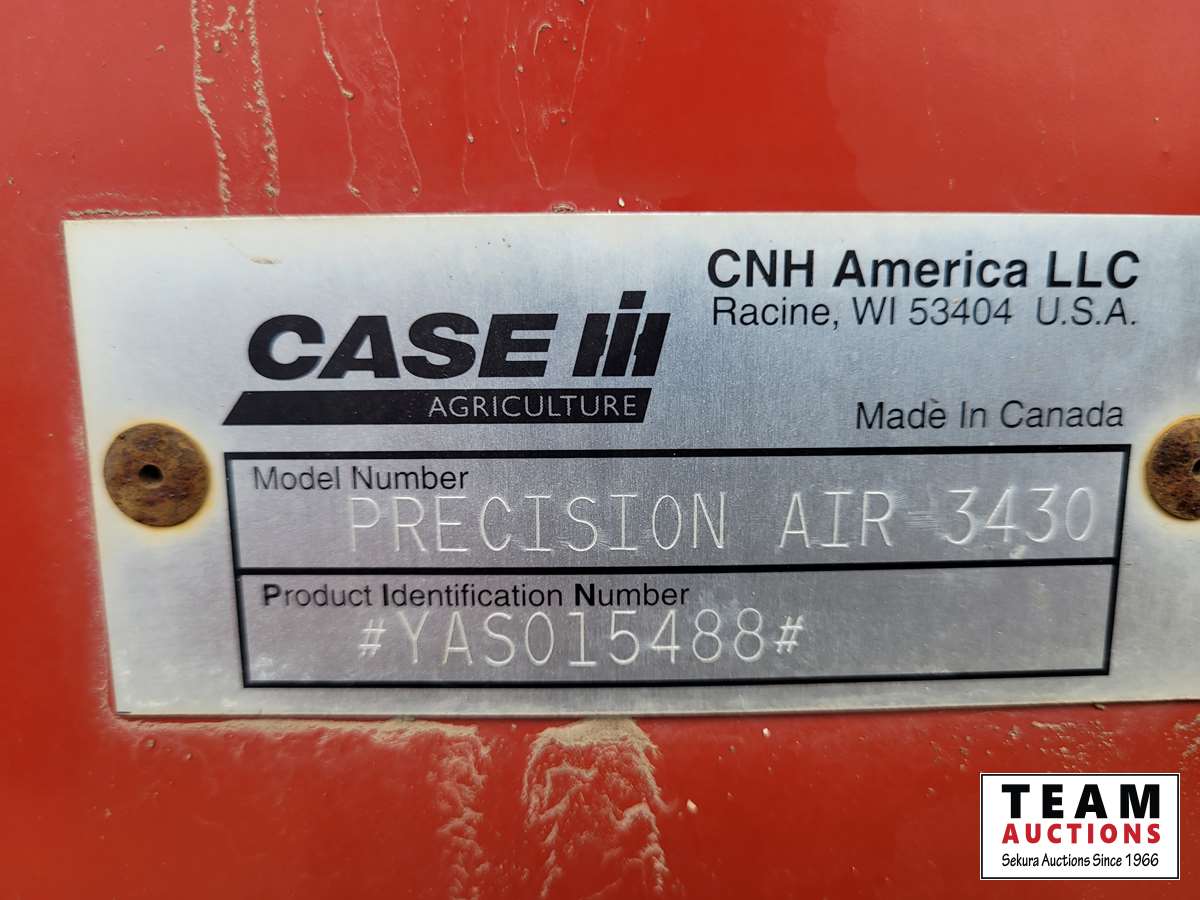 CNH America LLC
Racine, WI 53404 U.S.A.
CASE IH
AGRICULTURE
Made In Canada
Model Number
PRECISION AIR 3430
Product Identification Number
#YAS015488#
TEAM
AUCTIONS
Sekura Auctions Since 1966